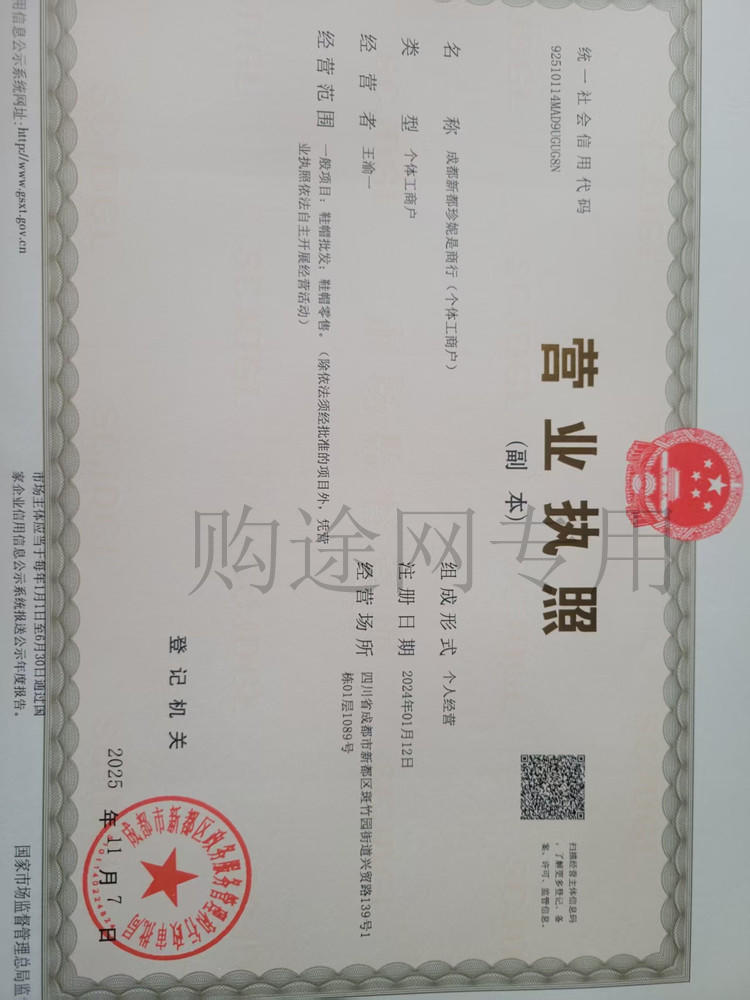 统一社会信用代码
92510114MAD9UGUG8N
营业执照
(副 本)
扫描经营主体信息码
，了解更多登记、备
案、许可、监管信息。
名称 成都新都珍妮是商行（个体工商户）
类型 个体工商户
经营者 王渝一
经营范围 一般项目：鞋帽批发；鞋帽零售。（除依法须经批准的项目外，凭营
业执照依法自主开展经营活动）
组成形式 个人经营
注册日期 2024年01月12日
经营场所 四川省成都市新都区斑竹园街道兴贸路139号1
栋01层1089号
登记机关
2025 年 11 月 7 日
用信息公示系统网址：http://www.gsxt.gov.cn
市场主体应当于每年1月1日至6月30日通过国
家企业信用信息公示系统报送公示年度报告。
国家市场监督管理总局监
购途网专用